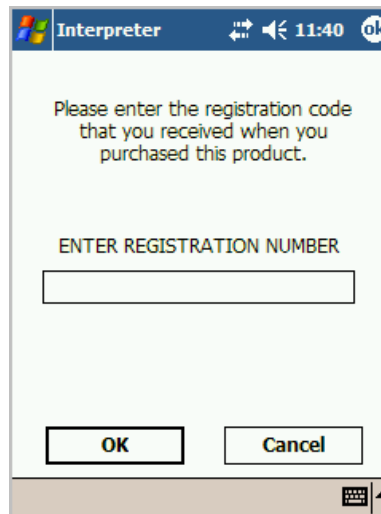 Interpreter 11:40 ok
Please enter the registration code
that you received when you
purchased this product.
ENTER REGISTRATION NUMBER
OK Cancel